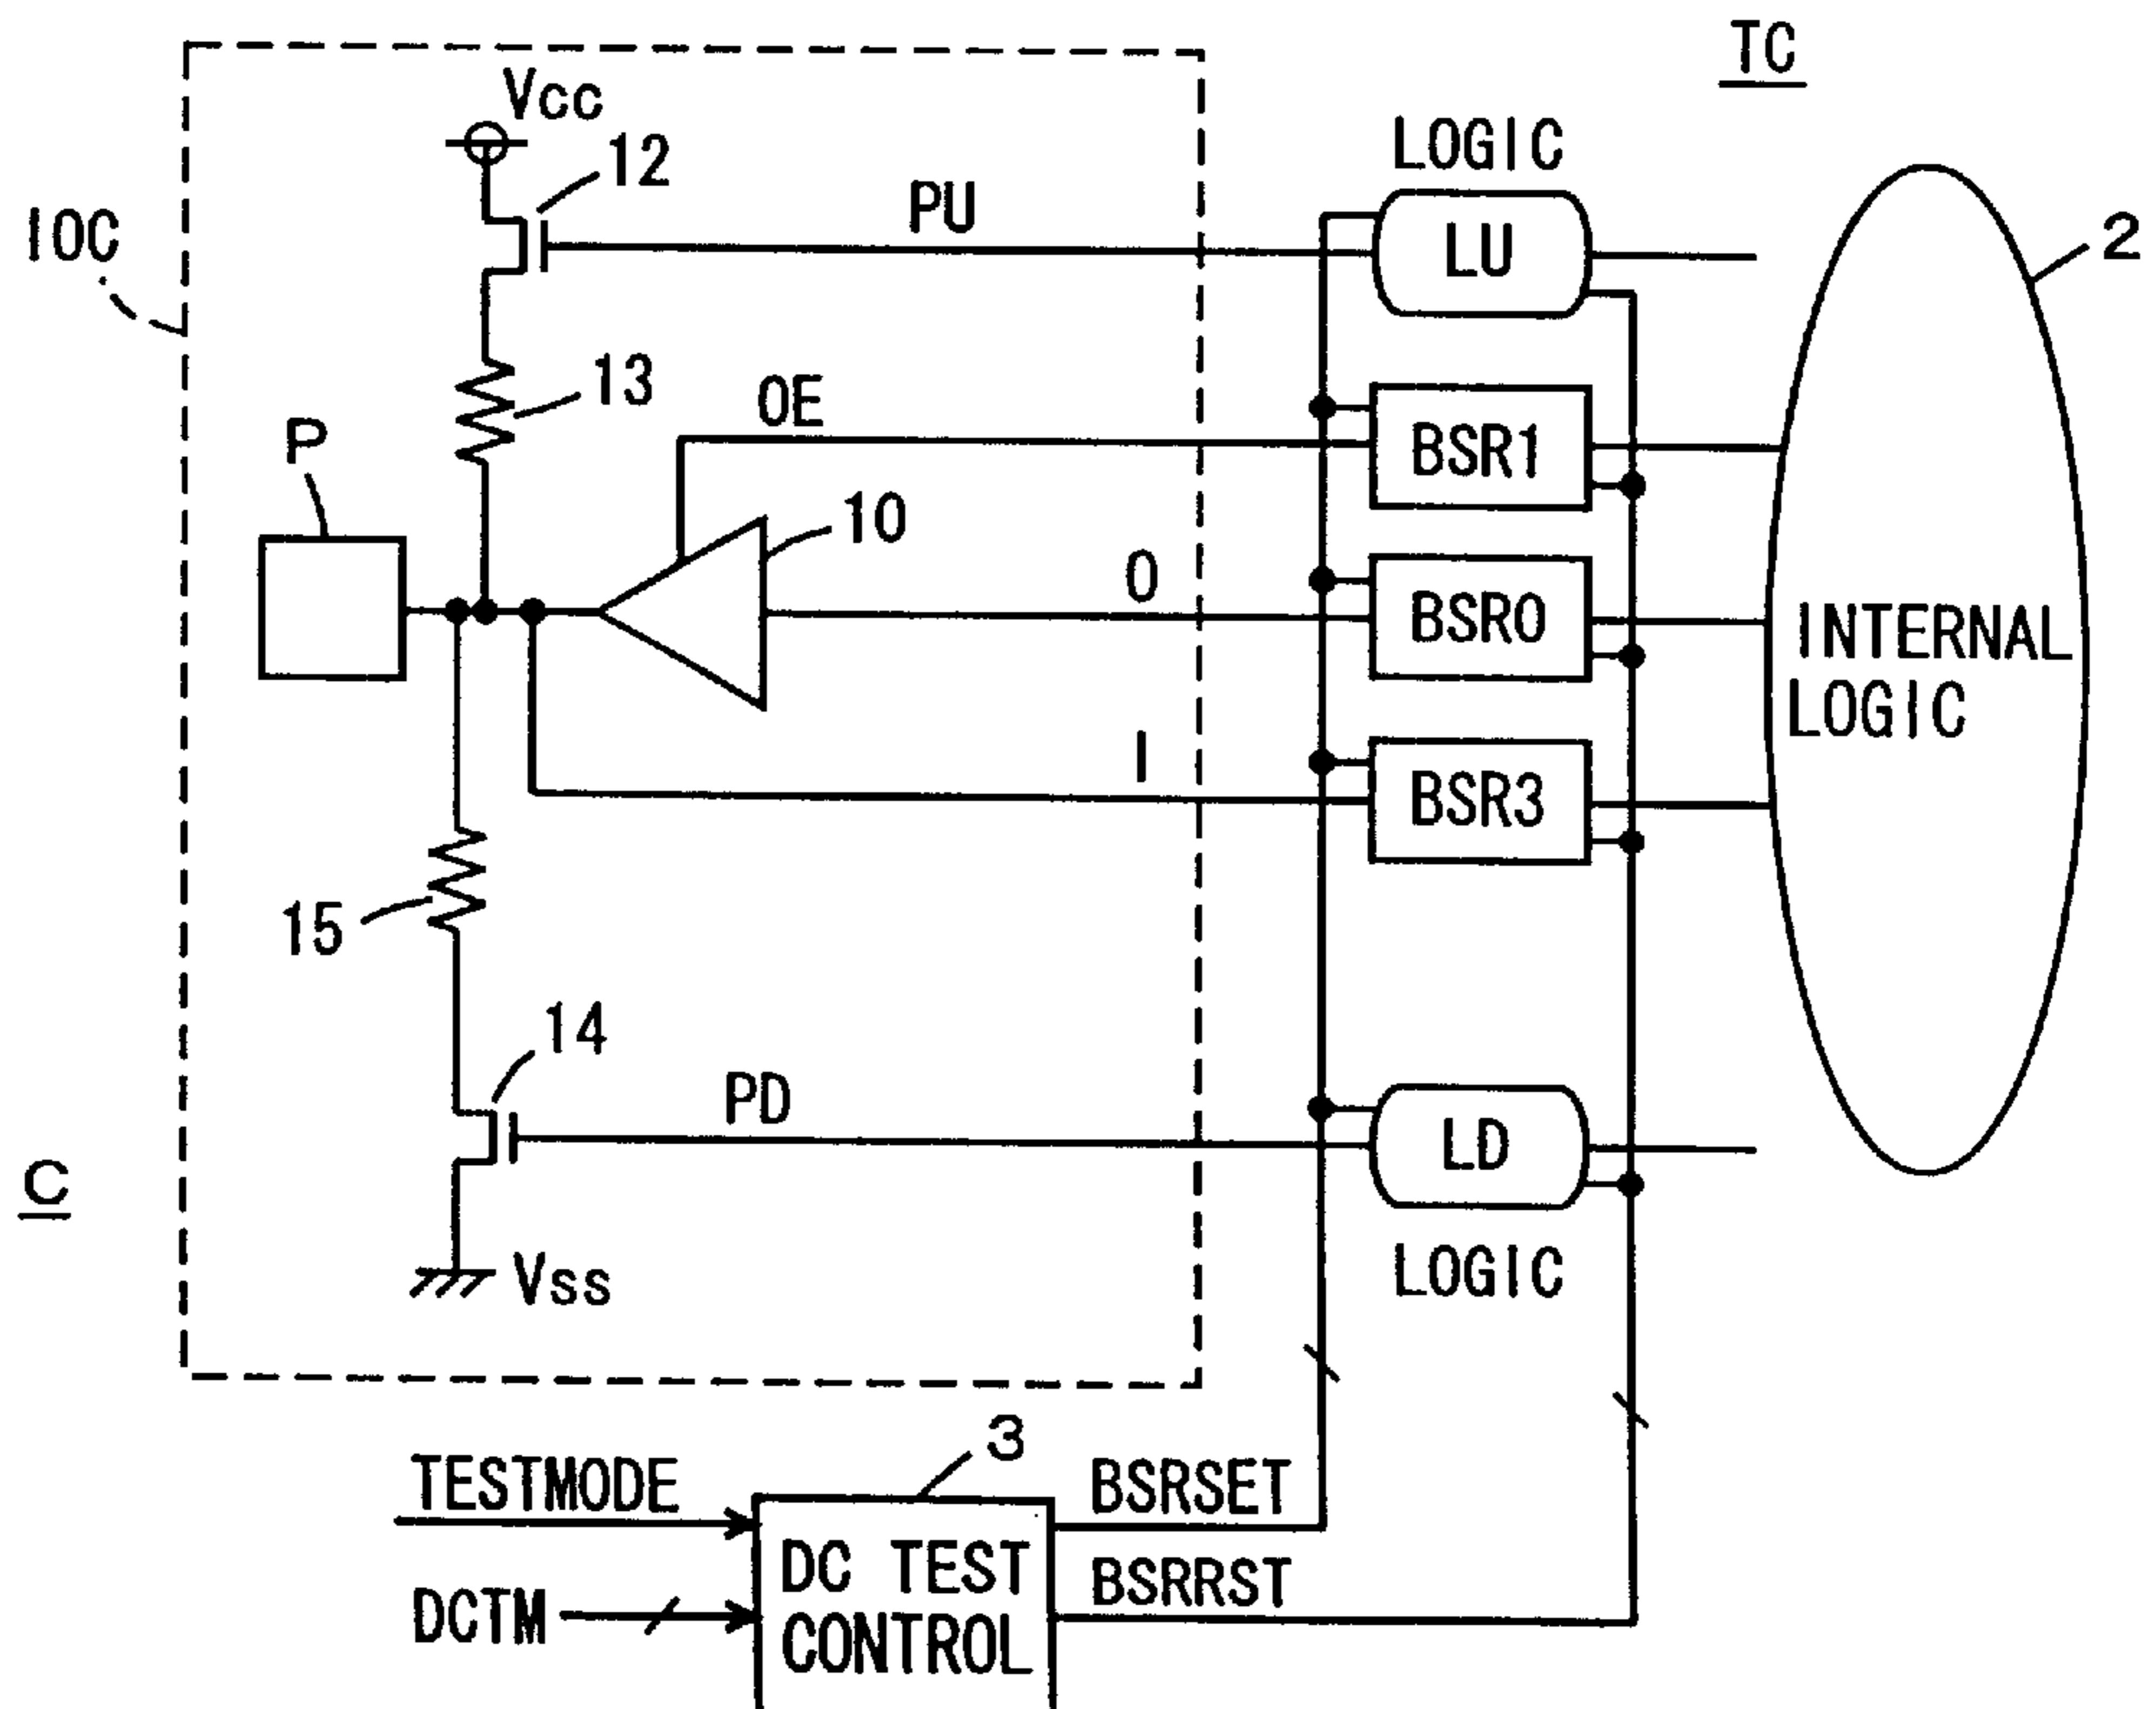 TC
Vcc
12
LOGIC
PU
LU
IOC
2
13
OE
BSR1
P
10
O
BSR0
INTERNAL
LOGIC
I
BSR3
15
14
PD
LD
C
Vss
LOGIC
3
TESTMODE
BSRSET
DC TEST
CONTROL
DCTM
BSRRST